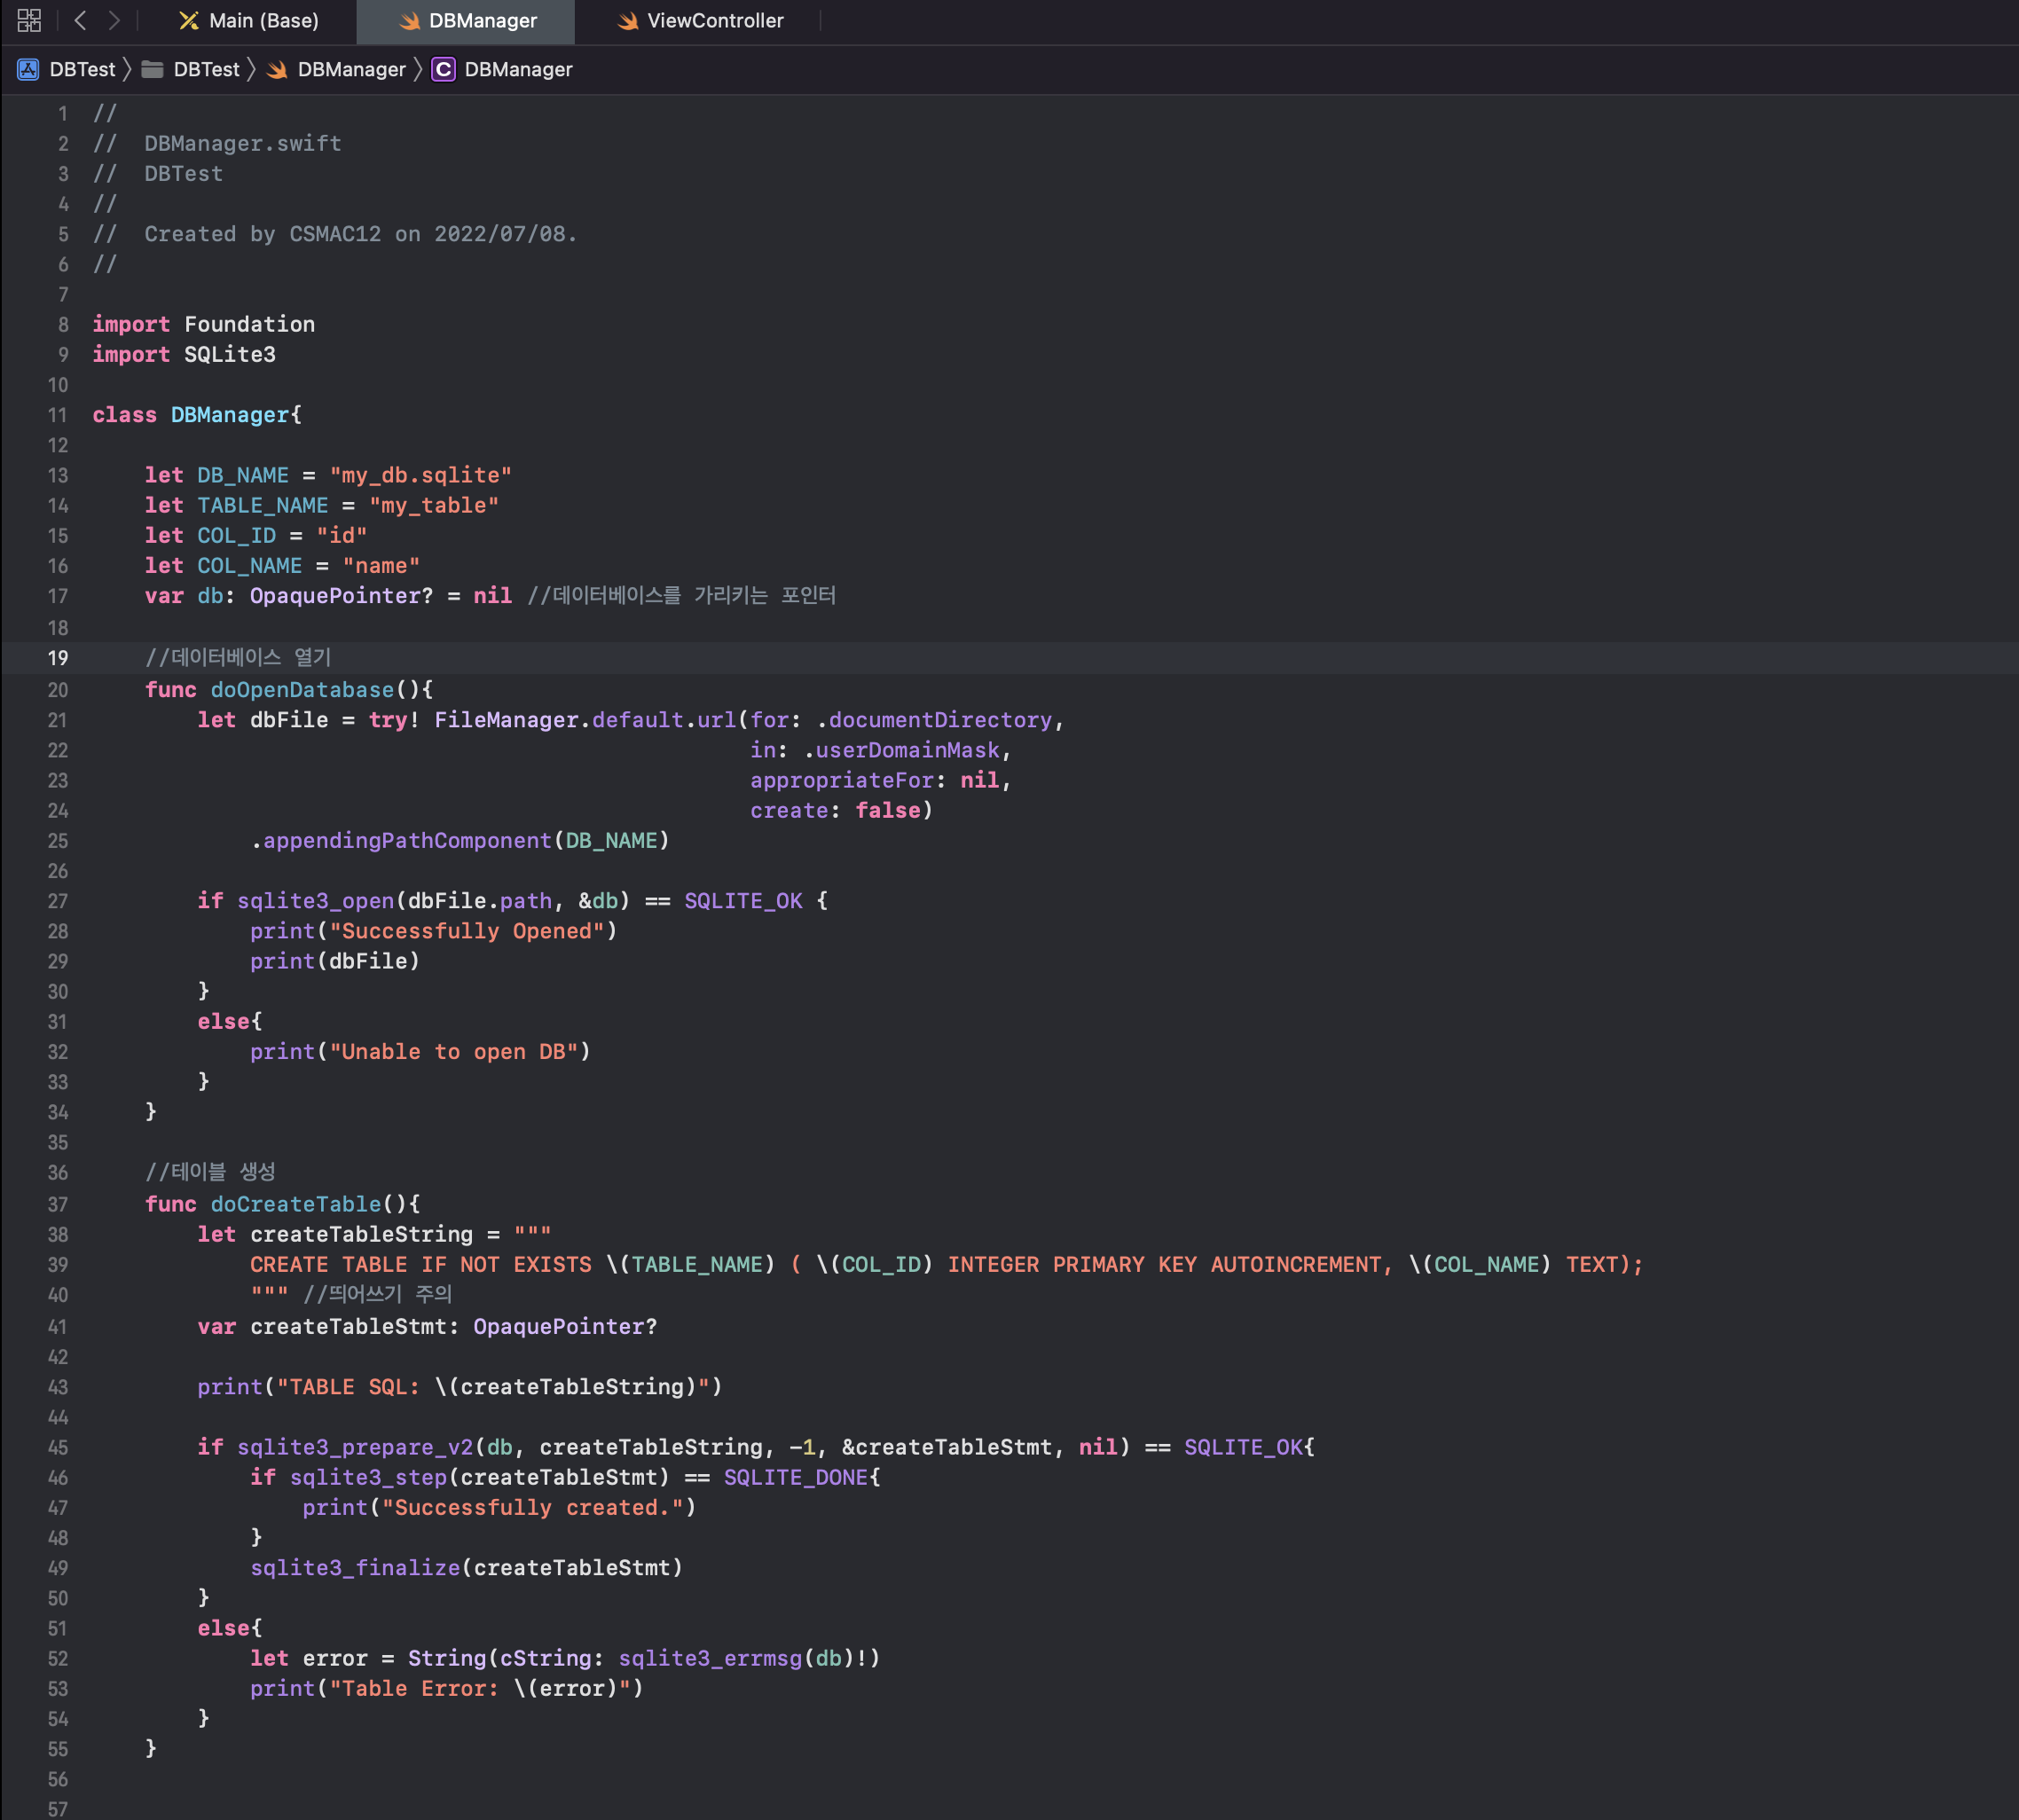 Main (Base) DBManager ViewController
DBTest DBTest DBManager C DBManager
1 //
2 //  DBManager.swift
3 //  DBTest
4 //
5 //  Created by CSMAC12 on 2022/07/08.
6 //
7
8 import Foundation
9 import SQLite3
10
11 class DBManager{
12
13     let DB_NAME = "my_db.sqlite"
14     let TABLE_NAME = "my_table"
15     let COL_ID = "id"
16     let COL_NAME = "name"
17     var db: OpaquePointer? = nil //데이터베이스를 가리키는 포인터
18
19     //데이터베이스 열기
20     func doOpenDatabase(){
21         let dbFile = try! FileManager.default.url(for: .documentDirectory,
22                                                   in: .userDomainMask,
23                                                   appropriateFor: nil,
24                                                   create: false)
25             .appendingPathComponent(DB_NAME)
26
27         if sqlite3_open(dbFile.path, &db) == SQLITE_OK {
28             print("Successfully Opened")
29             print(dbFile)
30         }
31         else{
32             print("Unable to open DB")
33         }
34     }
35
36     //테이블 생성
37     func doCreateTable(){
38         let createTableString = """
39             CREATE TABLE IF NOT EXISTS \(TABLE_NAME) ( \(COL_ID) INTEGER PRIMARY KEY AUTOINCREMENT, \(COL_NAME) TEXT);
40             """ //띄어쓰기 주의
41         var createTableStmt: OpaquePointer?
42
43         print("TABLE SQL: \(createTableString)")
44
45         if sqlite3_prepare_v2(db, createTableString, -1, &createTableStmt, nil) == SQLITE_OK{
46             if sqlite3_step(createTableStmt) == SQLITE_DONE{
47                 print("Successfully created.")
48             }
49             sqlite3_finalize(createTableStmt)
50         }
51         else{
52             let error = String(cString: sqlite3_errmsg(db)!)
53             print("Table Error: \(error)")
54         }
55     }
56
57